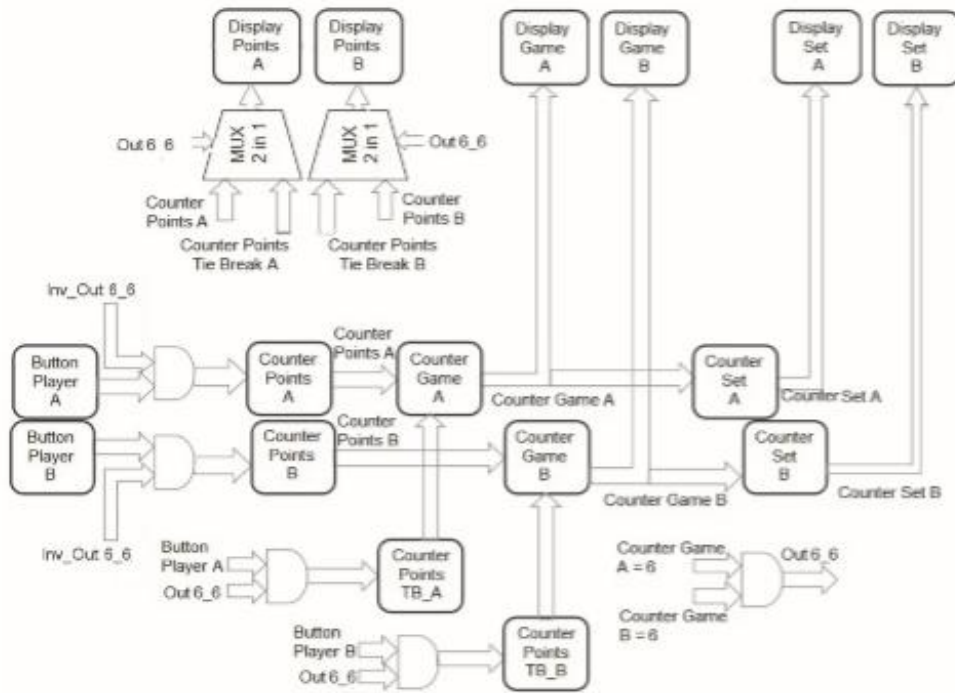 Display
Points
A
Display
Points
B
Display
Game
A
Display
Game
B
Display
Set
A
Display
Set
B
Out 6_6
MUX
2 in 1
MUX
2 in 1
Out 6_6
Counter
Points A
Counter
Points B
Counter Points
Tie Break A
Counter Points
Tie Break B
Inv_Out 6_6
Button
Player
A
Counter
Points
A
Counter
Points A
Counter
Game
A
Counter Game A
Counter
Set
A
Counter Set A
Button
Player
B
Counter
Points
B
Counter
Points B
Counter
Game
B
Counter Game B
Counter
Set
B
Counter Set B
Inv_Out 6_6
Button
Player A
Out 6_6
Counter
Points
TB_A
Counter Game
A = 6
Out 6_6
Counter Game
B = 6
Button
Player B
Out 6_6
Counter
Points
TB_B